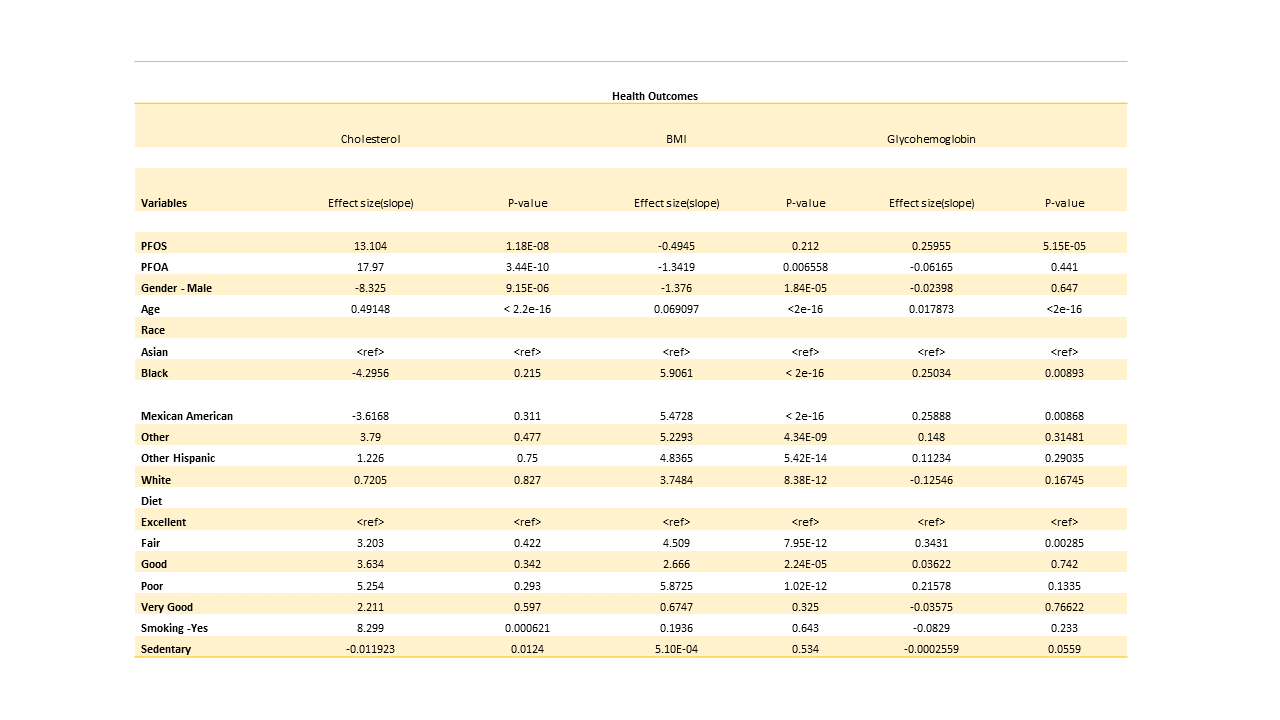 Health Outcomes
Cholesterol BMI Glycohemoglobin
Variables Effect size(slope) P-value Effect size(slope) P-value Effect size(slope) P-value
PFOS 13.104 1.18E-08 -0.4945 0.212 0.25955 5.15E-05
PFOA 17.97 3.44E-10 -1.3419 0.006558 -0.06165 0.441
Gender - Male -8.325 9.15E-06 -1.376 1.84E-05 -0.02398 0.647
Age 0.49148 < 2.2e-16 0.069097 <2e-16 0.017873 <2e-16
Race
Asian <ref> <ref> <ref> <ref> <ref> <ref>
Black -4.2956 0.215 5.9061 < 2e-16 0.25034 0.00893
Mexican American -3.6168 0.311 5.4728 < 2e-16 0.25888 0.00868
Other 3.79 0.477 5.2293 4.34E-09 0.148 0.31481
Other Hispanic 1.226 0.75 4.8365 5.42E-14 0.11234 0.29035
White 0.7205 0.827 3.7484 8.38E-12 -0.12546 0.16745
Diet
Excellent <ref> <ref> <ref> <ref> <ref> <ref>
Fair 3.203 0.422 4.509 7.95E-12 0.3431 0.00285
Good 3.634 0.342 2.666 2.24E-05 0.03622 0.742
Poor 5.254 0.293 5.8725 1.02E-12 0.21578 0.1335
Very Good 2.211 0.597 0.6747 0.325 -0.03575 0.76622
Smoking -Yes 8.299 0.000621 0.1936 0.643 -0.0829 0.233
Sedentary -0.011923 0.0124 5.10E-04 0.534 -0.0002559 0.0559